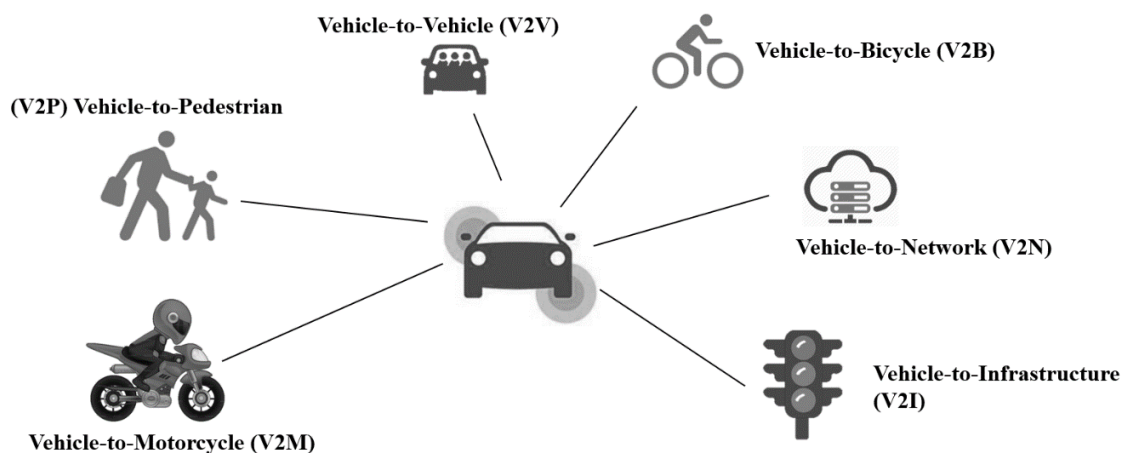 Vehicle-to-Vehicle (V2V)
Vehicle-to-Bicycle (V2B)
(V2P) Vehicle-to-Pedestrian
Vehicle-to-Network (V2N)
Vehicle-to-Infrastructure
(V2I)
Vehicle-to-Motorcycle (V2M)